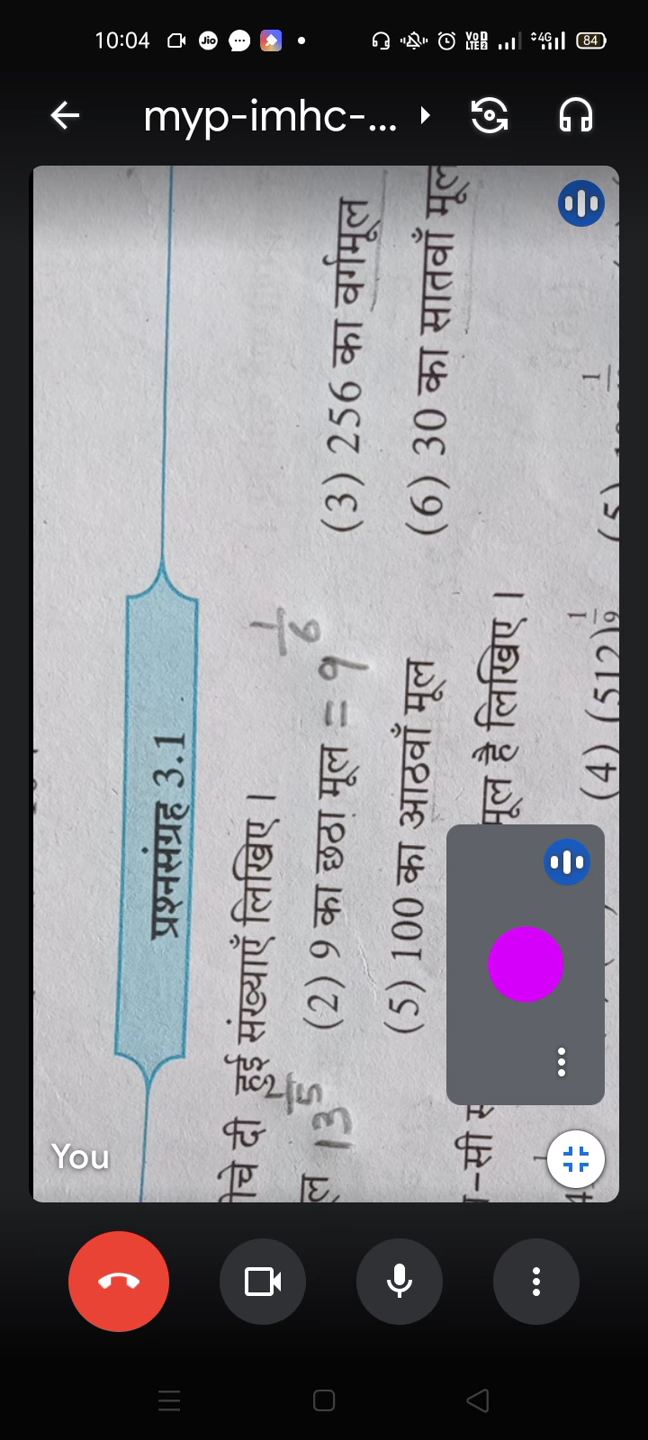 10:04
84
myp-imhc-...
प्रश्नसंग्रह 3.1
दी हुई संख्याएँ लिखिए ।
13
(2) 9 का छठा मूल = 9 1/6
(3) 256 का वर्गमूल
(5) 100 का आठवाँ मूल
(6) 30 का सातवाँ मूल
मूल है लिखिए ।
(4) (512) 1/9
(5)
You